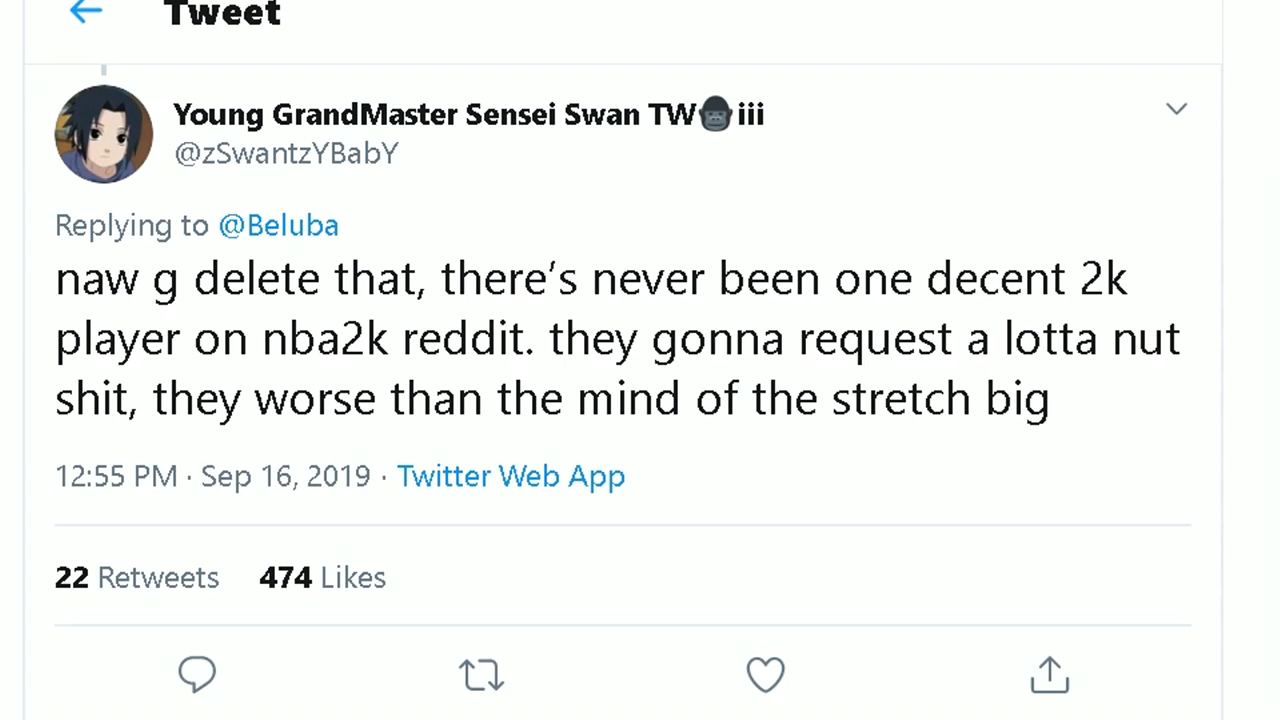 Tweet
Young GrandMaster Sensei Swan TW🦍iii
@zSwantzYBabY
Replying to @Beluba
naw g delete that, there’s never been one decent 2k
player on nba2k reddit. they gonna request a lotta nut
shit, they worse than the mind of the stretch big
12:55 PM · Sep 16, 2019 · Twitter Web App
22 Retweets 474 Likes